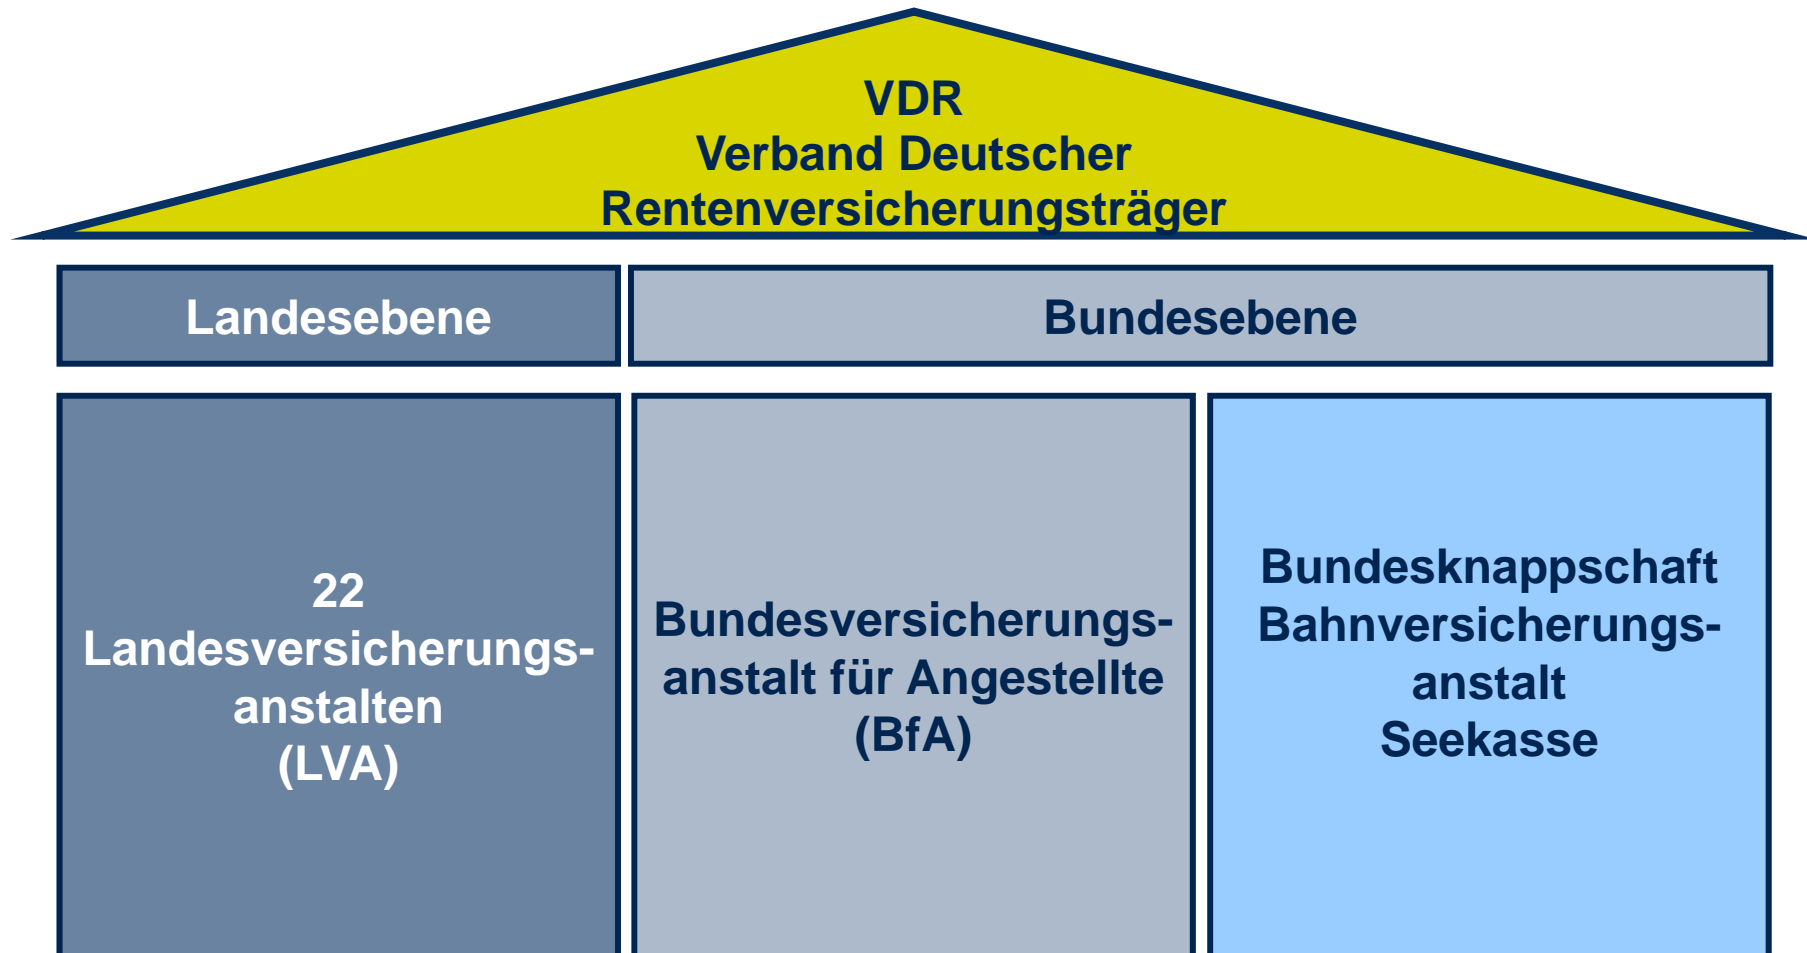 VDR
Verband Deutscher
Rentenversicherungsträger
Landesebene
Bundesebene
22
Landesversicherungs-
anstalten
(LVA)
Bundesversicherungs-
anstalt für Angestellte
(BfA)
Bundesknappschaft
Bahnversicherungs-
anstalt
Seekasse